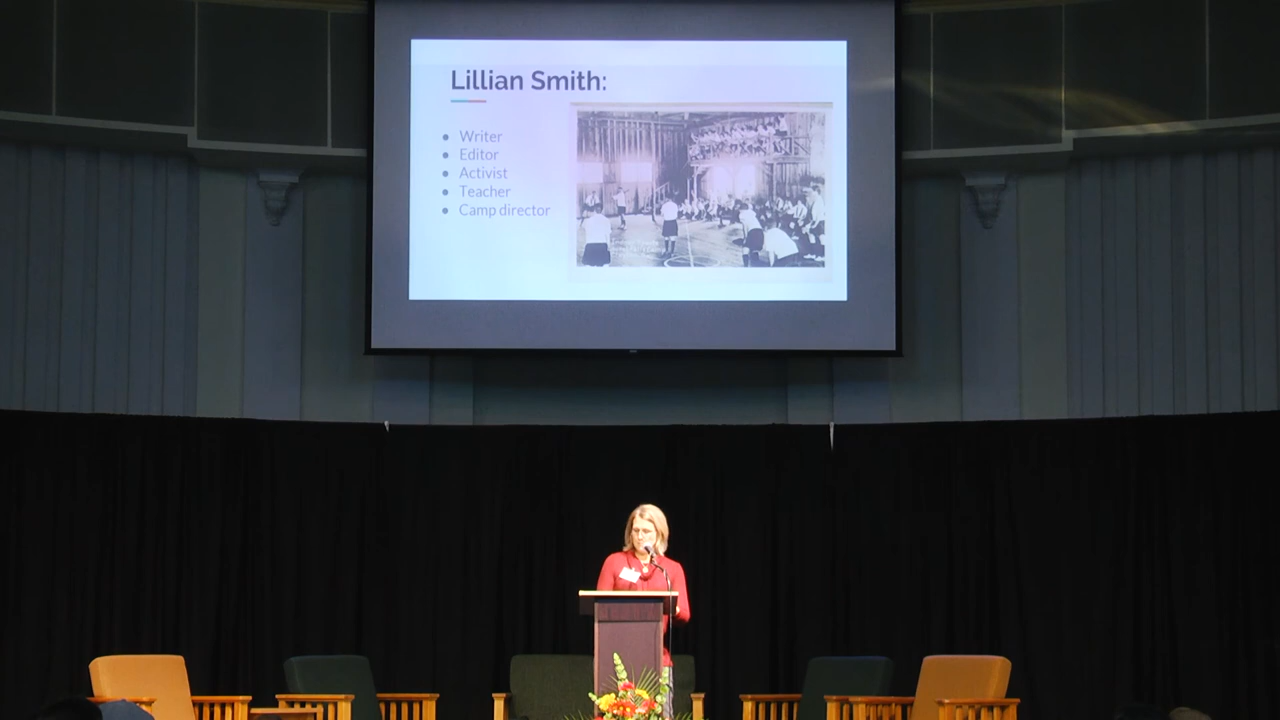 Lillian Smith:
Writer
Editor
Activist
Teacher
Camp director